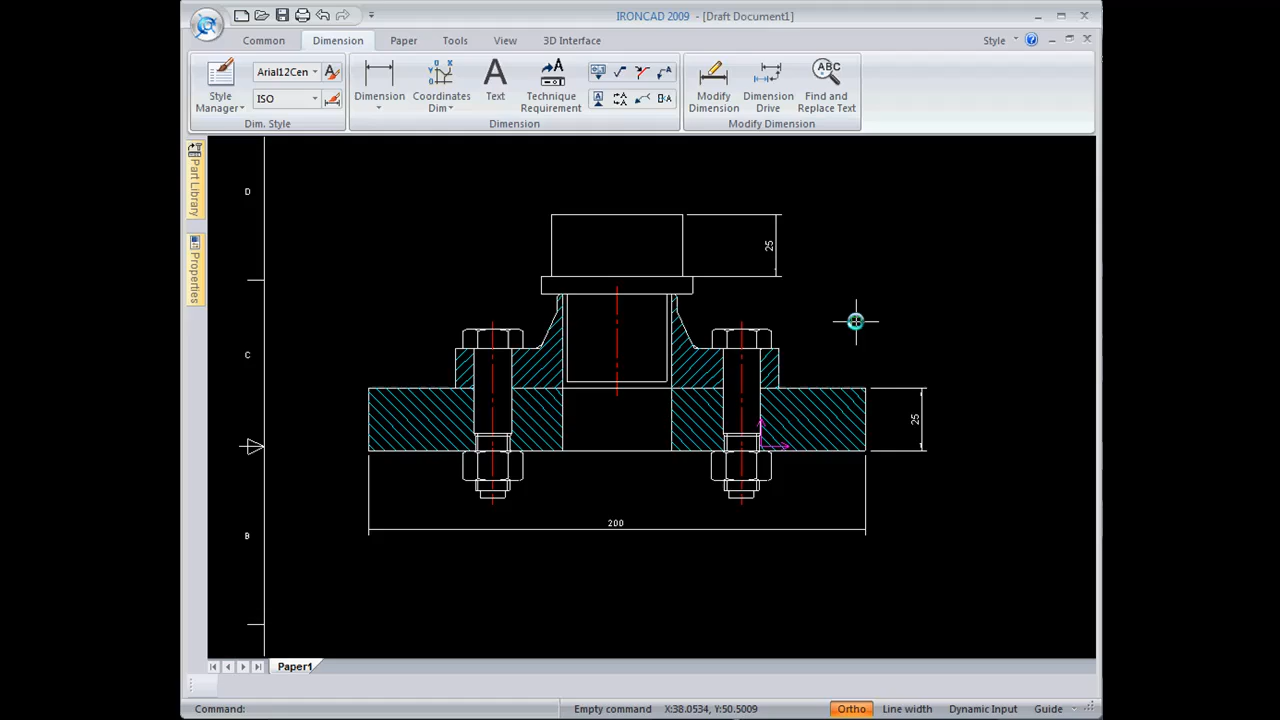 IRONCAD 2009 - [Draft Document1]
Common Dimension Paper Tools View 3D Interface Style
Arial12Cen
ISO
Style Manager
Dimension
Coordinates Dim
Text
Technique Requirement
Modify Dimension
Dimension Drive
ABC
Find and Replace Text
Dim. Style Dimension Modify Dimension
Part Library
Properties
D
C
B
25
25
200
Paper1
Command: Empty command X:38.0534, Y:50.5009 Ortho Line width Dynamic Input Guide